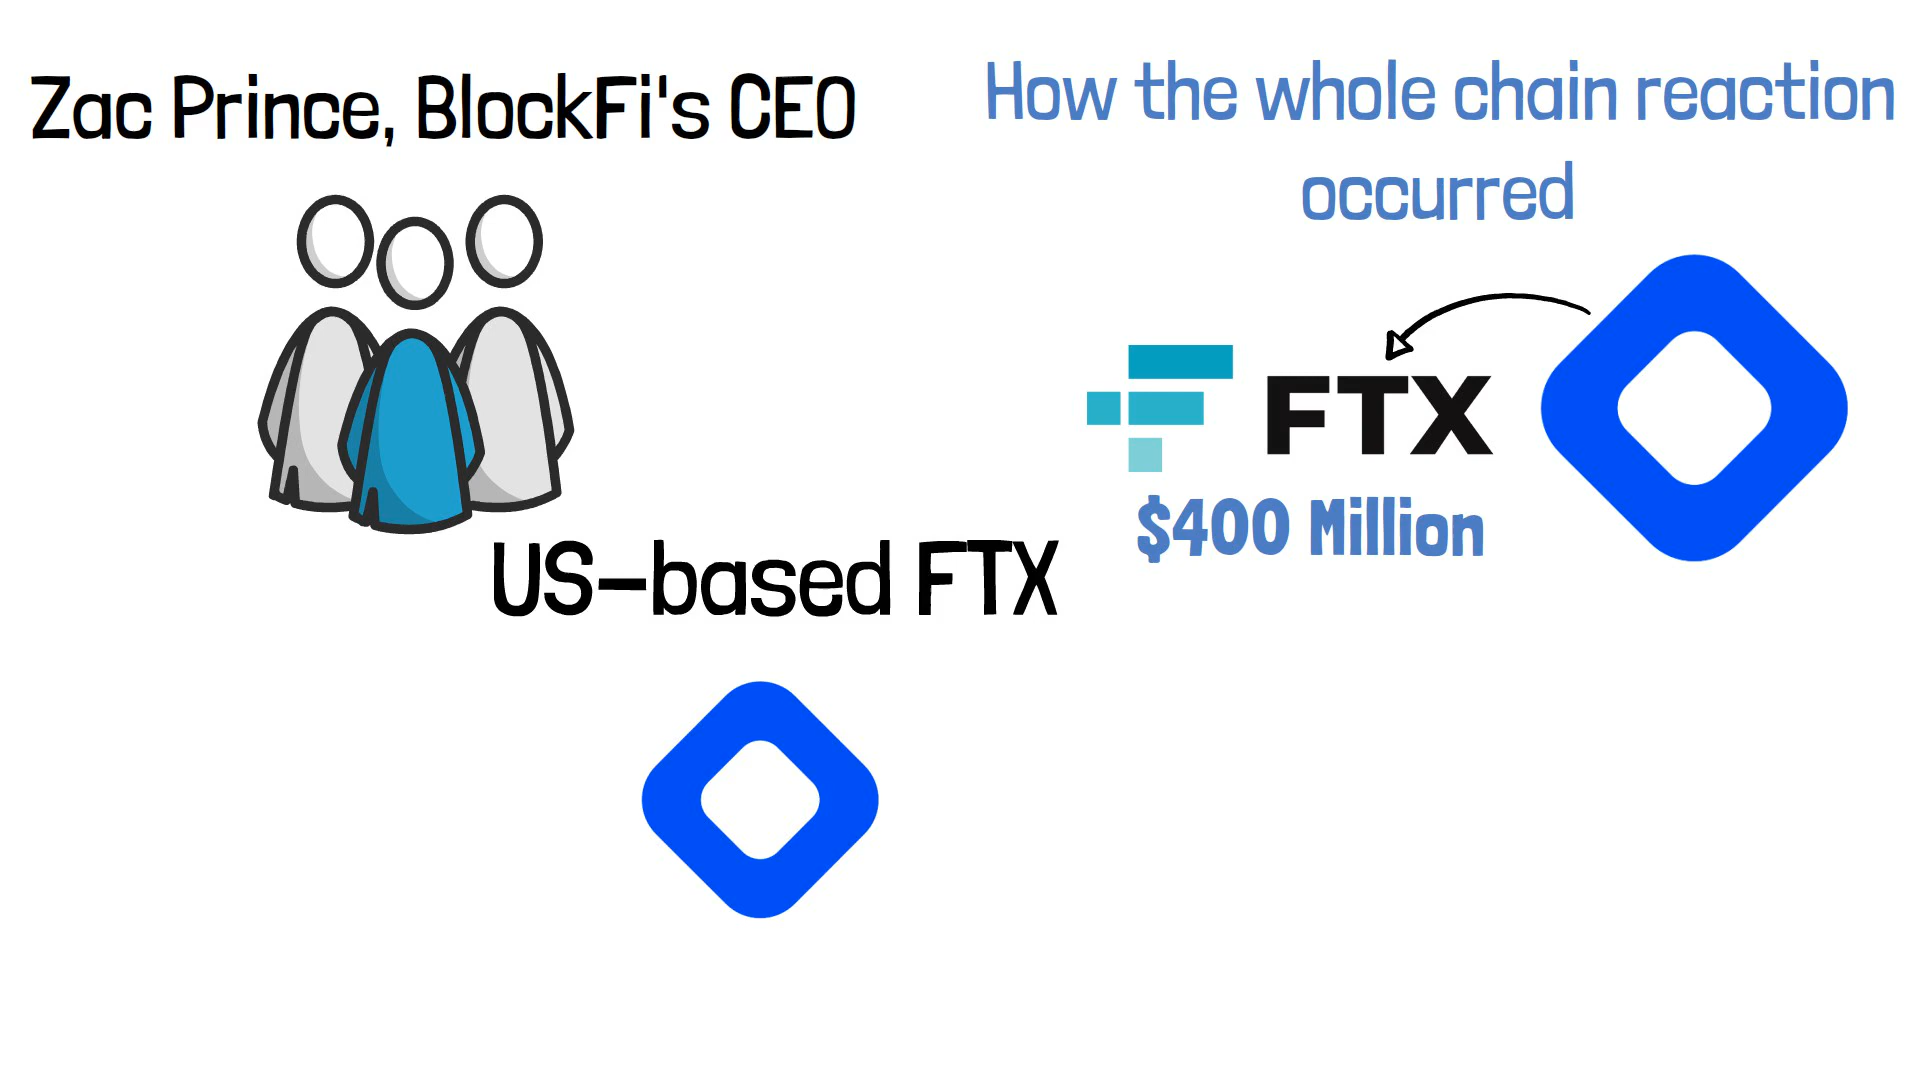 Zac Prince, BlockFi's CEO
How the whole chain reaction
occurred
FTX
$400 Million
US-based FTX